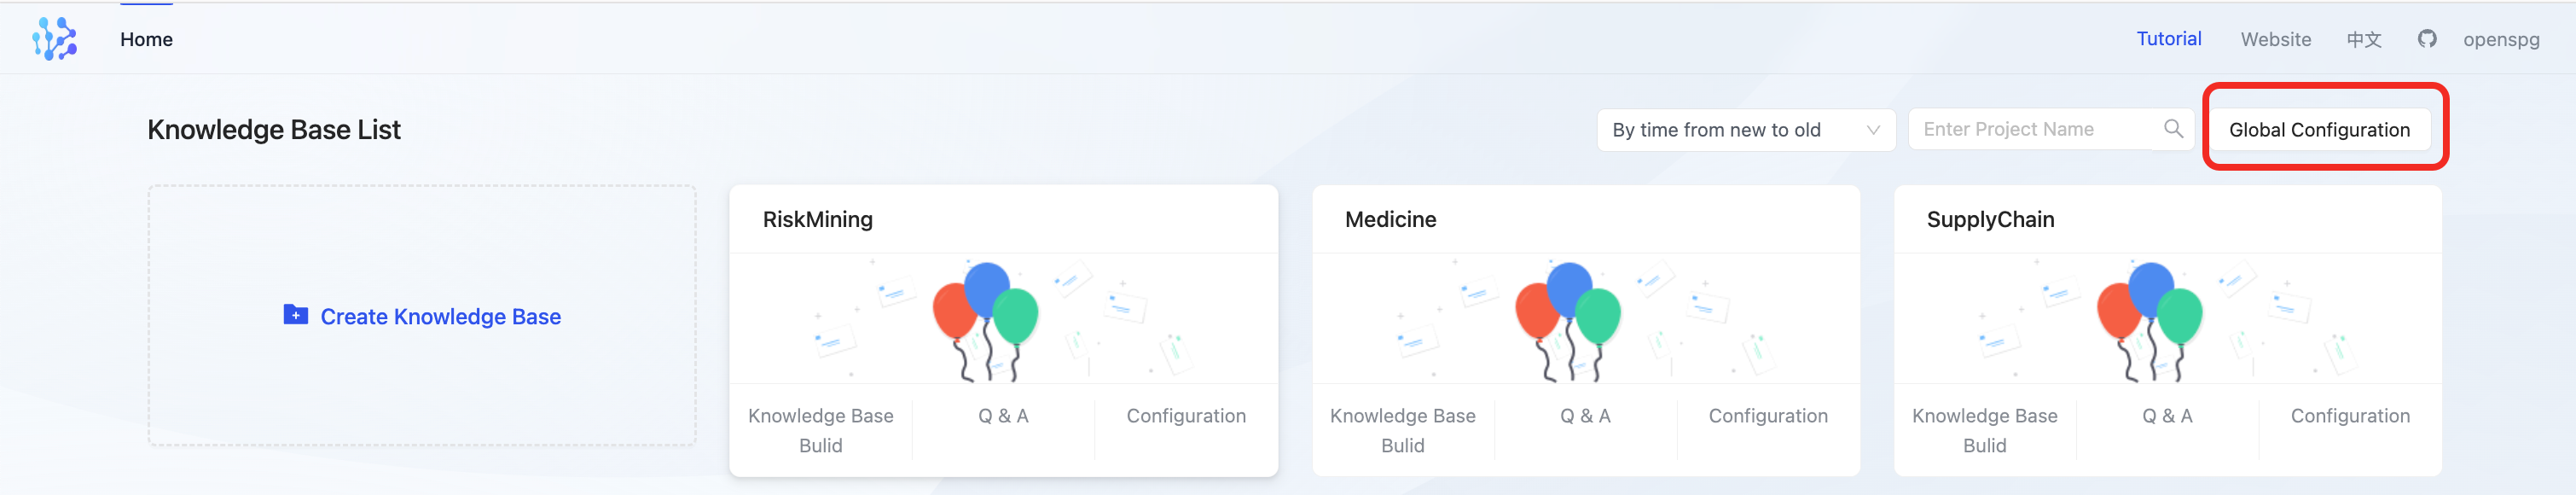 Home
Tutorial
Website
中文
openspg
Knowledge Base List
By time from new to old
Enter Project Name
Global Configuration
Create Knowledge Base
RiskMining
Knowledge Base
Bulid
Q & A
Configuration
Medicine
Knowledge Base
Bulid
Q & A
Configuration
SupplyChain
Knowledge Base
Bulid
Q & A
Configuration